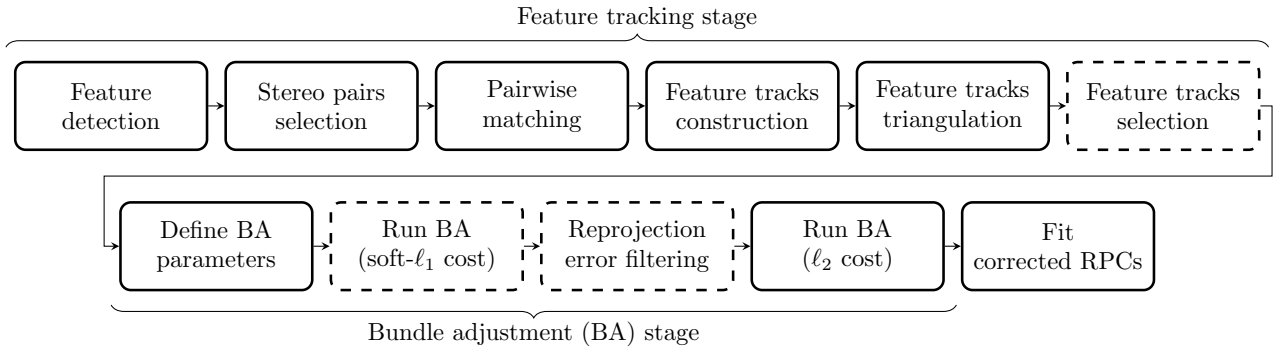 Feature tracking stage
Feature
detection
Stereo pairs
selection
Pairwise
matching
Feature tracks
construction
Feature tracks
triangulation
Feature tracks
selection
Define BA
parameters
Run BA
(soft-ℓ₁ cost)
Reprojection
error filtering
Run BA
(ℓ₂ cost)
Fit
corrected RPCs
Bundle adjustment (BA) stage